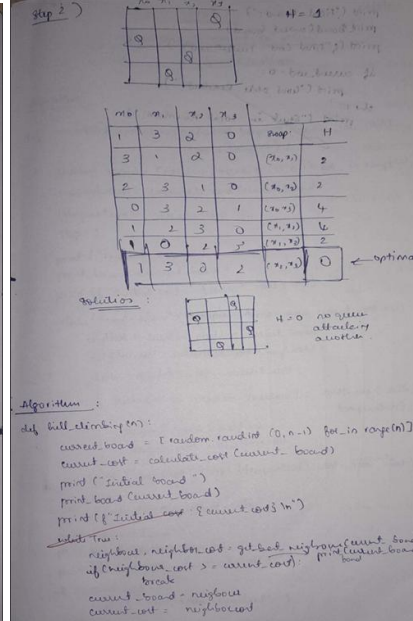 Step 2)
x0 x1 x2 x3
Q H = 1
Q
Q
Q
x0 x1 x2 x3
1 3 2 0 swap H
3 1 2 0 (x0, x1) 2
2 3 1 0 (x0, x2) 2
0 3 2 1 (x0, x3) 4
1 2 3 0 (x1, x2) 4
1 0 2 3 (x1, x3) 2
1 3 0 2 (x2, x3) 0 ← optima
Solution :
Q
Q H = 0 no queen
Q attacking
Q another.
Algorithm :
def hill_climbing(n):
current_board = [random.randint (0, n-1) for _ in range(n)]
current_cost = calculate_cost (current_board)
print ("Initial board")
print_board (current_board)
print (f "Initial cost : {current_cost} \n")
while True:
neighbour, neighbor_cost = get_best_neighbour(current_board
if (neighbour_cost >= current_cost): print(current_board
break
current_board = neighbour
current_cost = neighborcost